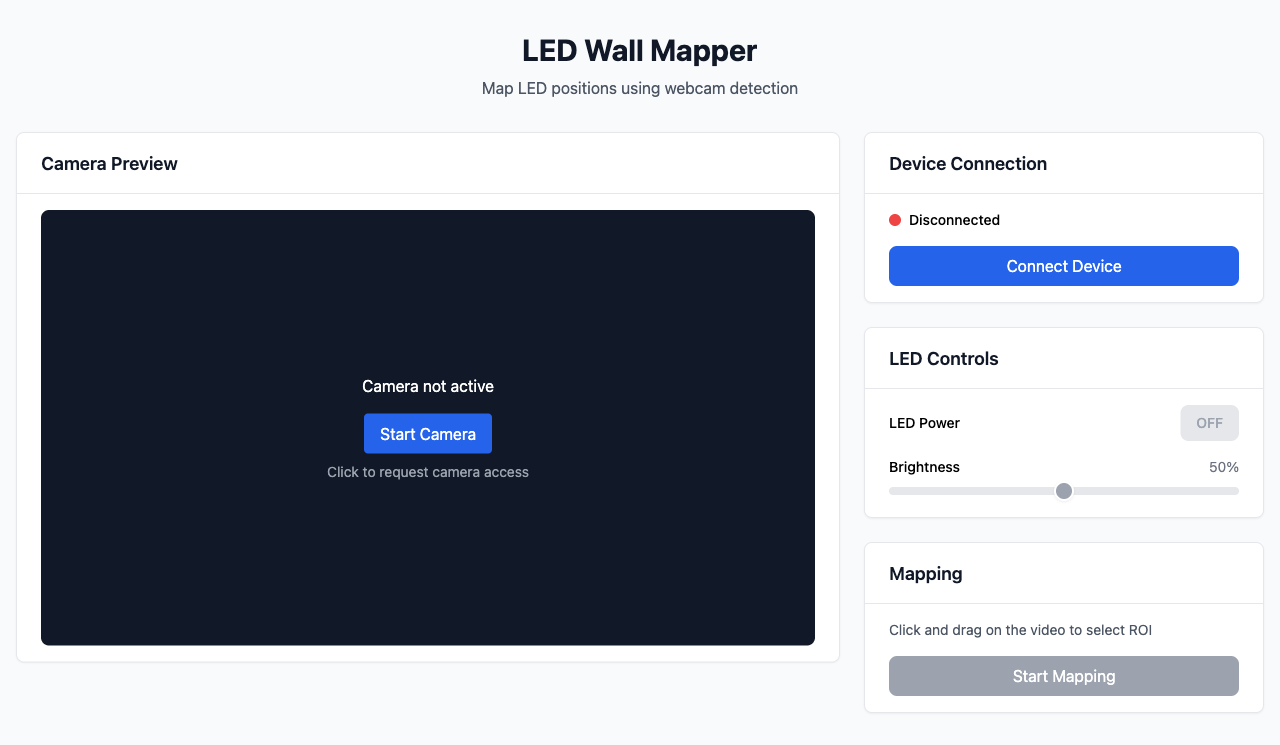 LED Wall Mapper
Map LED positions using webcam detection
Camera Preview
Camera not active
Start Camera
Click to request camera access
Device Connection
Disconnected
Connect Device
LED Controls
LED Power
OFF
Brightness
50%
Mapping
Click and drag on the video to select ROI
Start Mapping